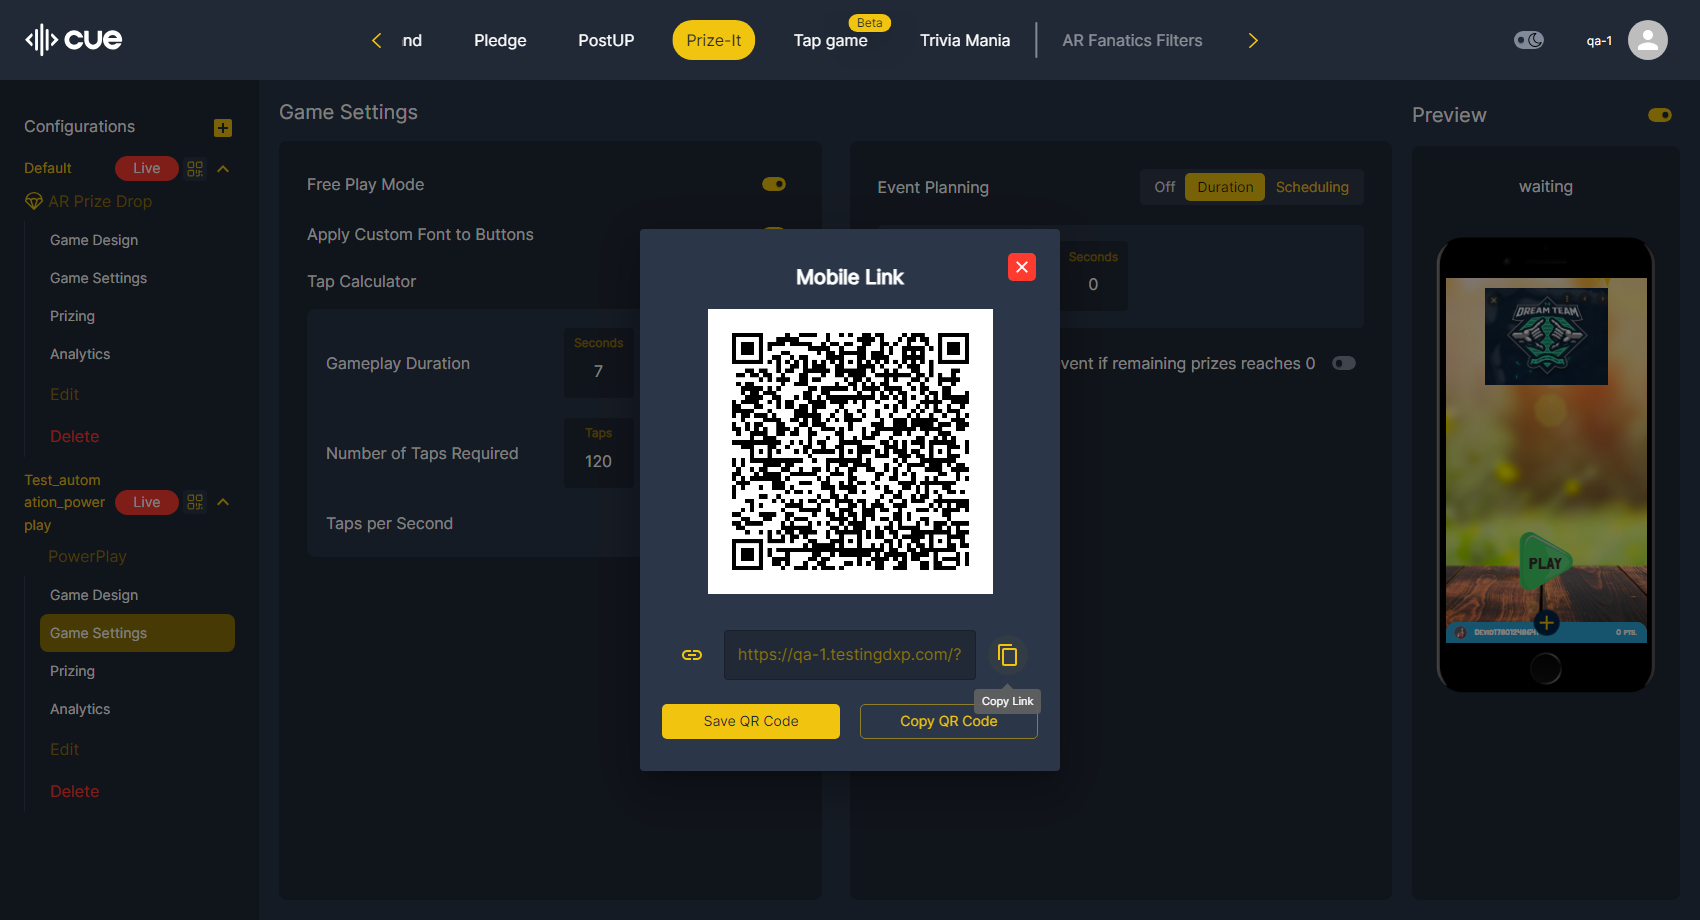 cue
nd
Pledge
PostUP
Prize-It
Beta
Tap game
Trivia Mania
AR Fanatics Filters
qa-1
Configurations
Default
Live
AR Prize Drop
Game Design
Game Settings
Prizing
Analytics
Edit
Delete
Test_autom
ation_power
play
Live
PowerPlay
Game Design
Game Settings
Prizing
Analytics
Edit
Delete
Game Settings
Free Play Mode
Apply Custom Font to Buttons
Tap Calculator
Gameplay Duration
Seconds
7
Number of Taps Required
Taps
120
Taps per Second
Event Planning
Off
Duration
Scheduling
Seconds
0
vent if remaining prizes reaches 0
Mobile Link
https://qa-1.testingdxp.com/?
Copy Link
Save QR Code
Copy QR Code
Preview
waiting
DREAM TEAM
PLAY
0 PTS.